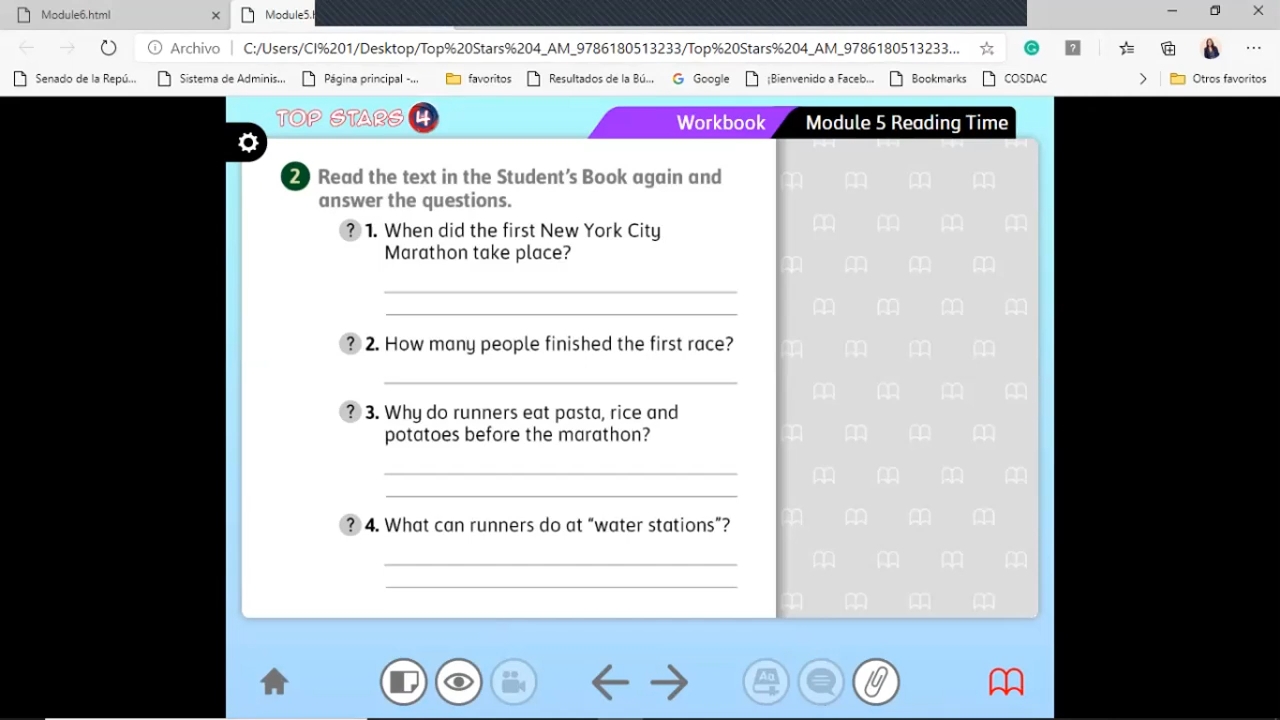 Module6.html
Module5.h
Archivo
C:/Users/CI%201/Desktop/Top%20Stars%204_AM_9786180513233/Top%20Stars%204_AM_9786180513233...
Senado de la Repú...
Sistema de Adminis...
Página principal -...
favoritos
Resultados de la Bú...
Google
¡Bienvenido a Faceb...
Bookmarks
COSDAC
Otros favoritos
TOP STARS 4
Workbook
Module 5 Reading Time
2 Read the text in the Student's Book again and
answer the questions.
? 1. When did the first New York City
Marathon take place?
? 2. How many people finished the first race?
? 3. Why do runners eat pasta, rice and
potatoes before the marathon?
? 4. What can runners do at “water stations”?
Aa